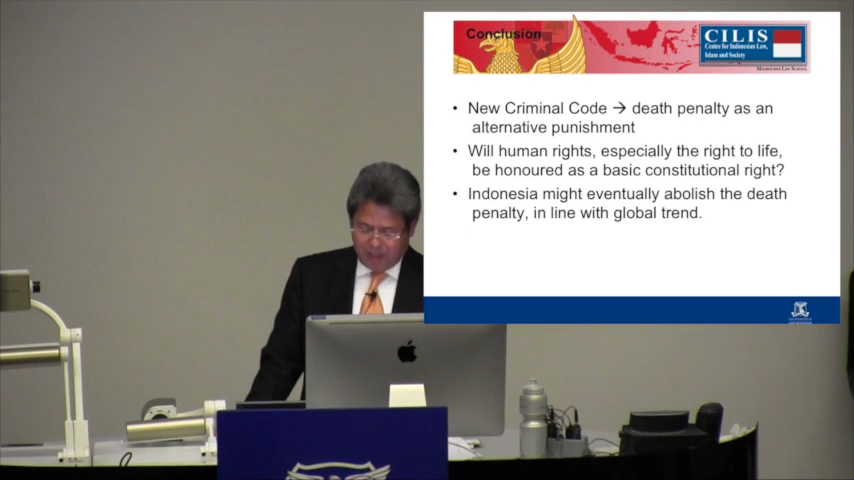 Conclusion
CILIS
Centre for Indonesian Law,
Islam and Society
MELBOURNE LAW SCHOOL
• New Criminal Code → death penalty as an
alternative punishment
• Will human rights, especially the right to life,
be honoured as a basic constitutional right?
• Indonesia might eventually abolish the death
penalty, in line with global trend.